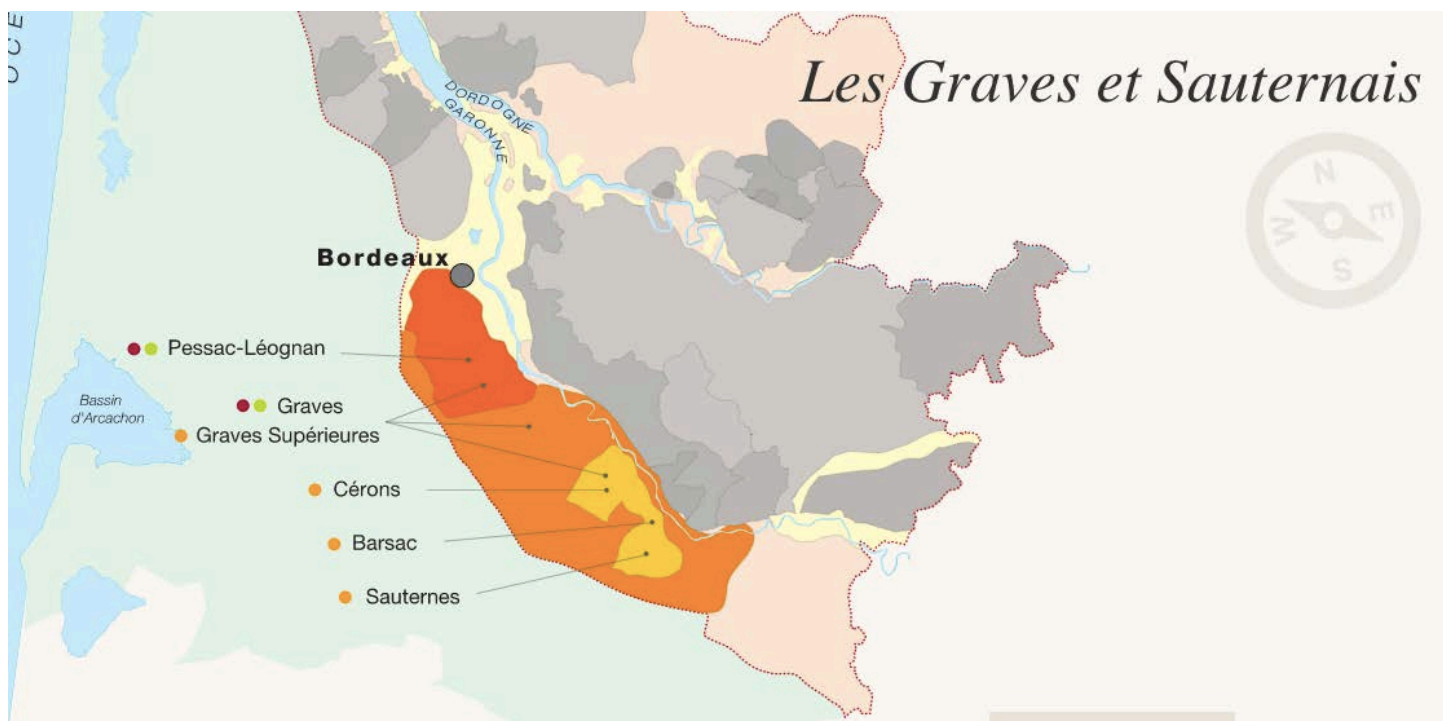 OCE
Les Graves et Sauternais
DORDOGNE
GARONNE
N
W
E
S
Bordeaux
Pessac-Léognan
Bassin
d'Arcachon
Graves
Graves Supérieures
Cérons
Barsac
Sauternes